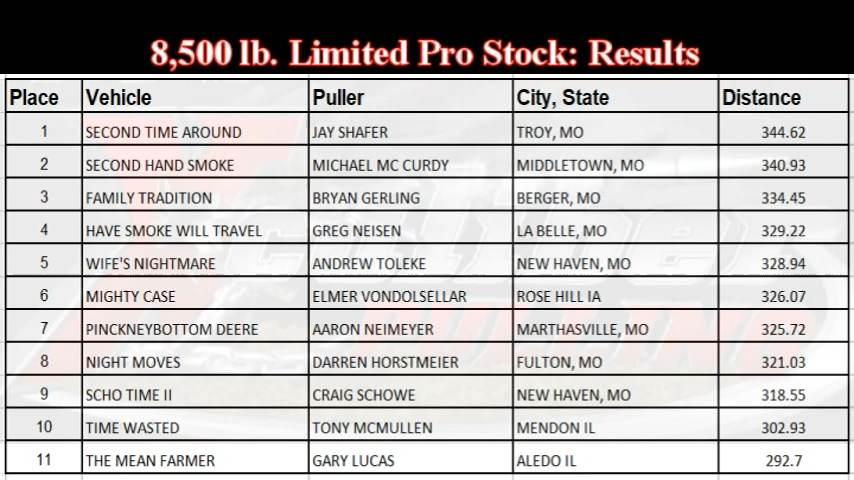 8,500 lb. Limited Pro Stock: Results
Place Vehicle Puller City, State Distance
1 SECOND TIME AROUND JAY SHAFER TROY, MO 344.62
2 SECOND HAND SMOKE MICHAEL MC CURDY MIDDLETOWN, MO 340.93
3 FAMILY TRADITION BRYAN GERLING BERGER, MO 334.45
4 HAVE SMOKE WILL TRAVEL GREG NEISEN LA BELLE, MO 329.22
5 WIFE'S NIGHTMARE ANDREW TOLEKE NEW HAVEN, MO 328.94
6 MIGHTY CASE ELMER VONDOLSELLAR ROSE HILL IA 326.07
7 PINCKNEYBOTTOM DEERE AARON NEIMEYER MARTHASVILLE, MO 325.72
8 NIGHT MOVES DARREN HORSTMEIER FULTON, MO 321.03
9 SCHO TIME II CRAIG SCHOWE NEW HAVEN, MO 318.55
10 TIME WASTED TONY MCMULLEN MENDON IL 302.93
11 THE MEAN FARMER GARY LUCAS ALEDO IL 292.7